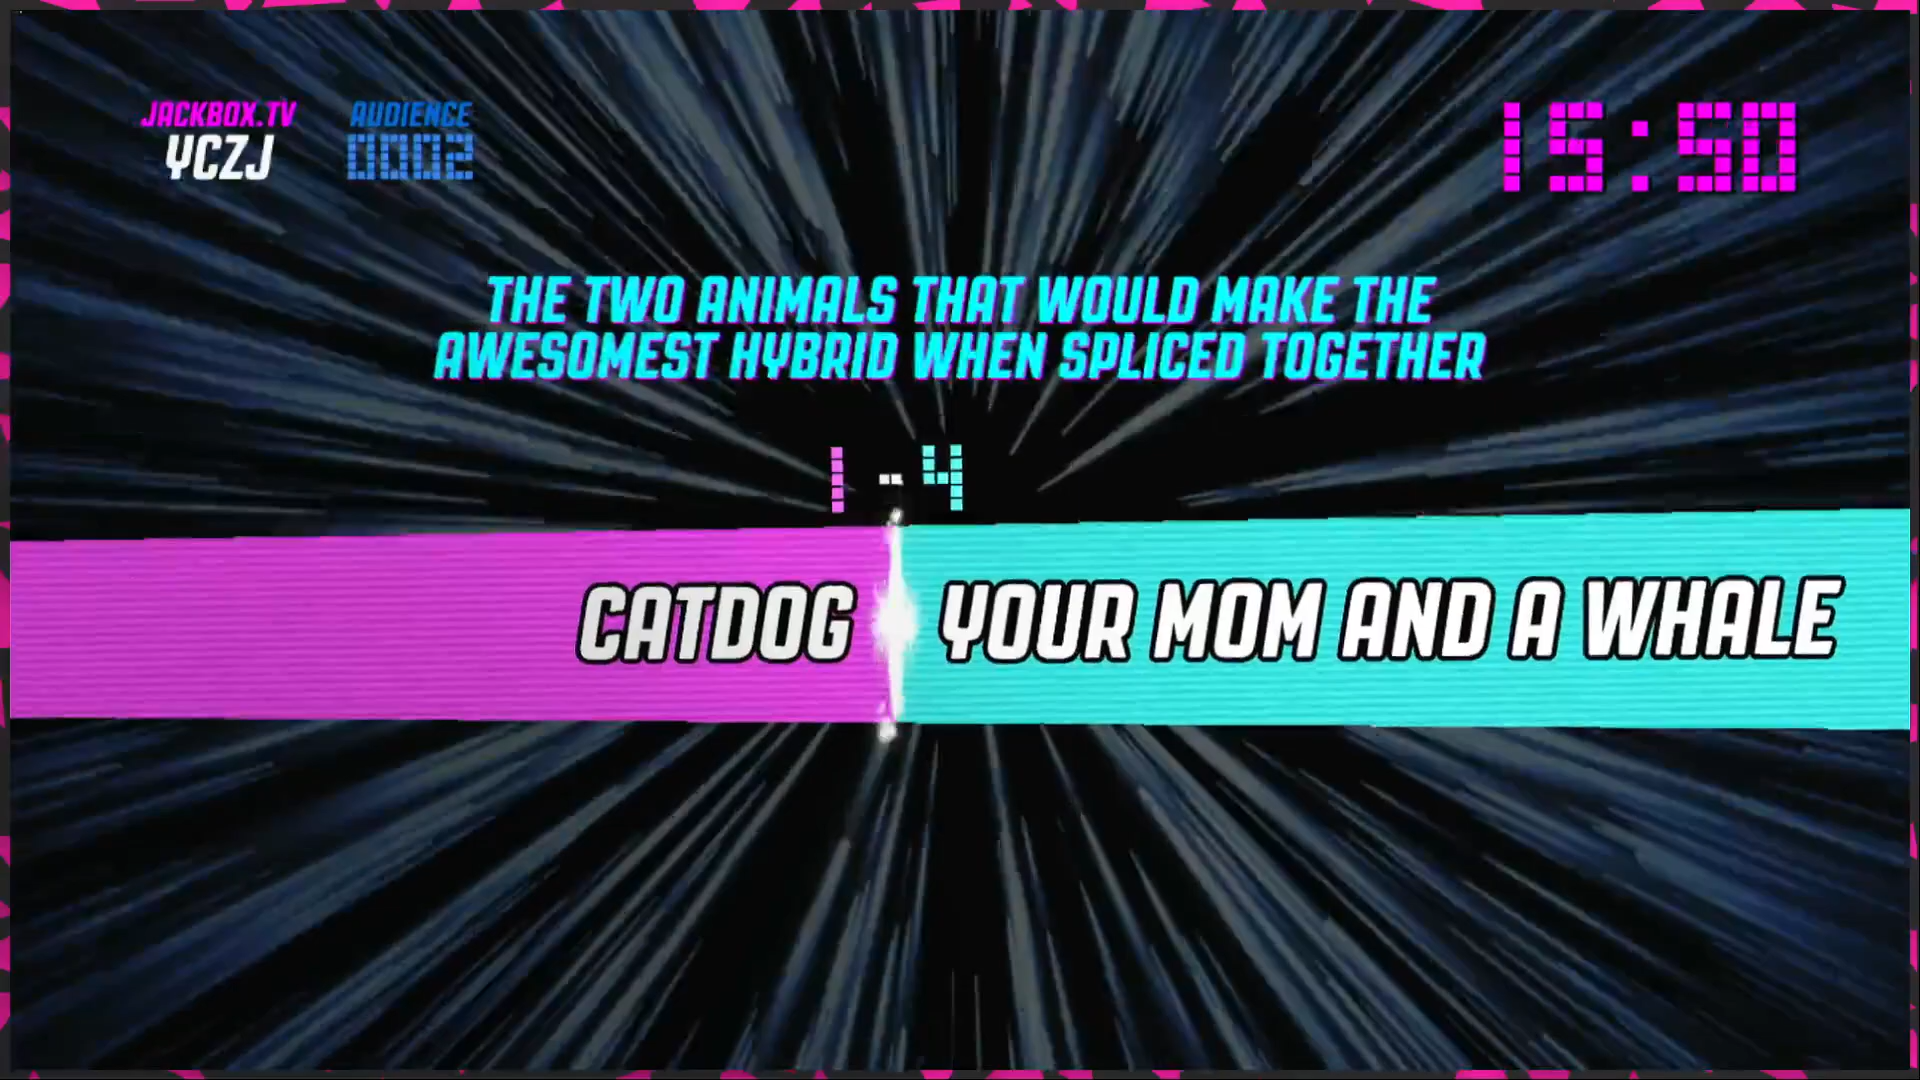 JACKBOX.TV
YCZJ
AUDIENCE
0002
15:50
THE TWO ANIMALS THAT WOULD MAKE THE
AWESOMEST HYBRID WHEN SPLICED TOGETHER
1 - 4
CATDOG
YOUR MOM AND A WHALE